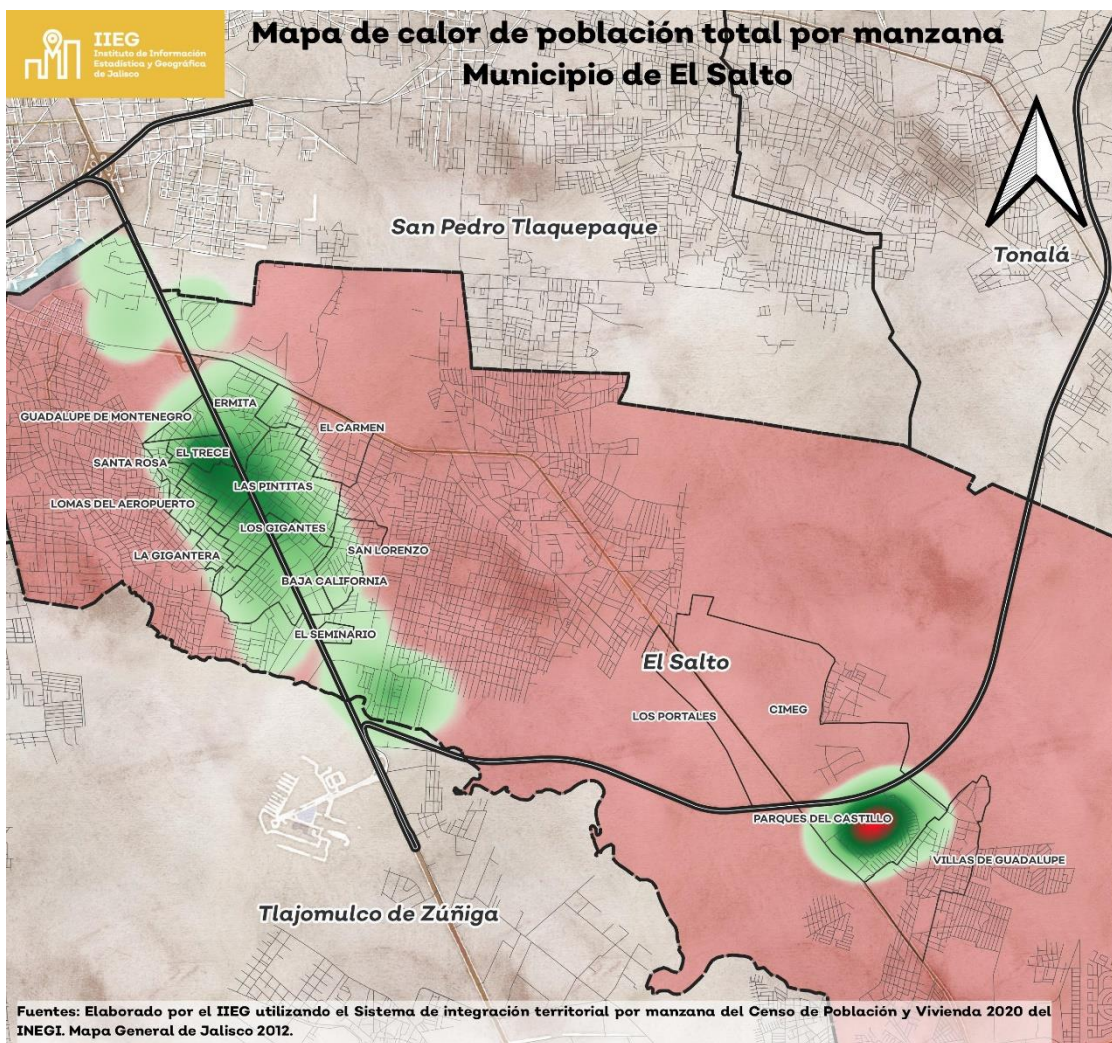 IIEG
Instituto de Información
Estadística y Geográfica
de Jalisco
Mapa de calor de población total por manzana
Municipio de El Salto
San Pedro Tlaquepaque
Tonalá
ERMITA
GUADALUPE DE MONTENEGRO
EL CARMEN
EL TRECE
SANTA ROSA
LAS PINTITAS
LOMAS DEL AEROPUERTO
LOS GIGANTES
LA GIGANTERA
SAN LORENZO
BAJA CALIFORNIA
EL SEMINARIO
El Salto
LOS PORTALES
CIMEG
PARQUES DEL CASTILLO
VILLAS DE GUADALUPE
Tlajomulco de Zúñiga
Fuentes: Elaborado por el IIEG utilizando el Sistema de integración territorial por manzana del Censo de Población y Vivienda 2020 del
INEGI. Mapa General de Jalisco 2012.